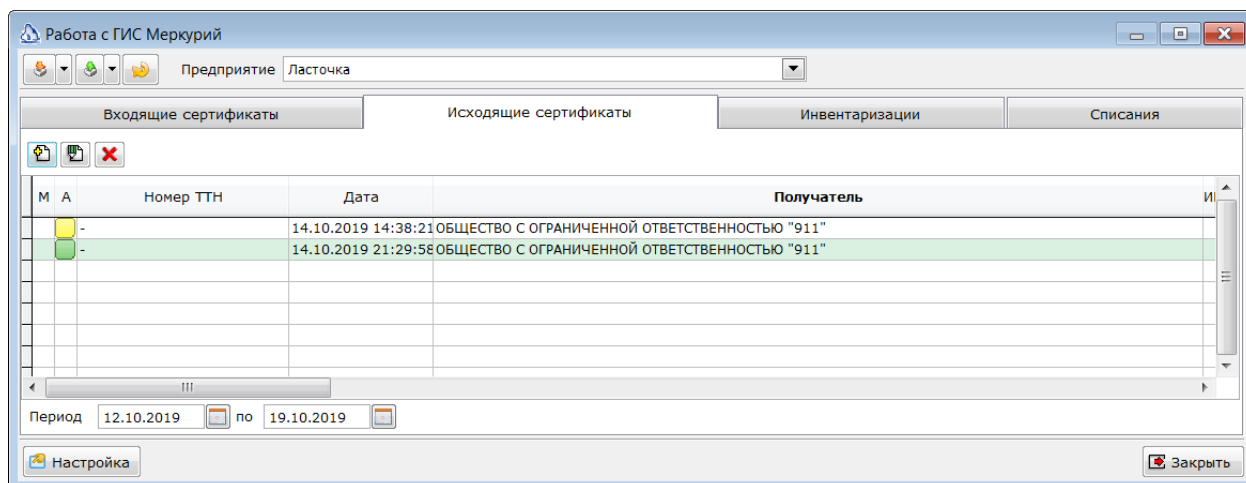 Работа с ГИС Меркурий
Предприятие Ласточка
Входящие сертификаты Исходящие сертификаты Инвентаризации Списания
М А Номер ТТН Дата Получатель
- 14.10.2019 14:38:21 ОБЩЕСТВО С ОГРАНИЧЕННОЙ ОТВЕТСТВЕННОСТЬЮ "911"
- 14.10.2019 21:29:58 ОБЩЕСТВО С ОГРАНИЧЕННОЙ ОТВЕТСТВЕННОСТЬЮ "911"
Период 12.10.2019 по 19.10.2019
Настройка Закрыть